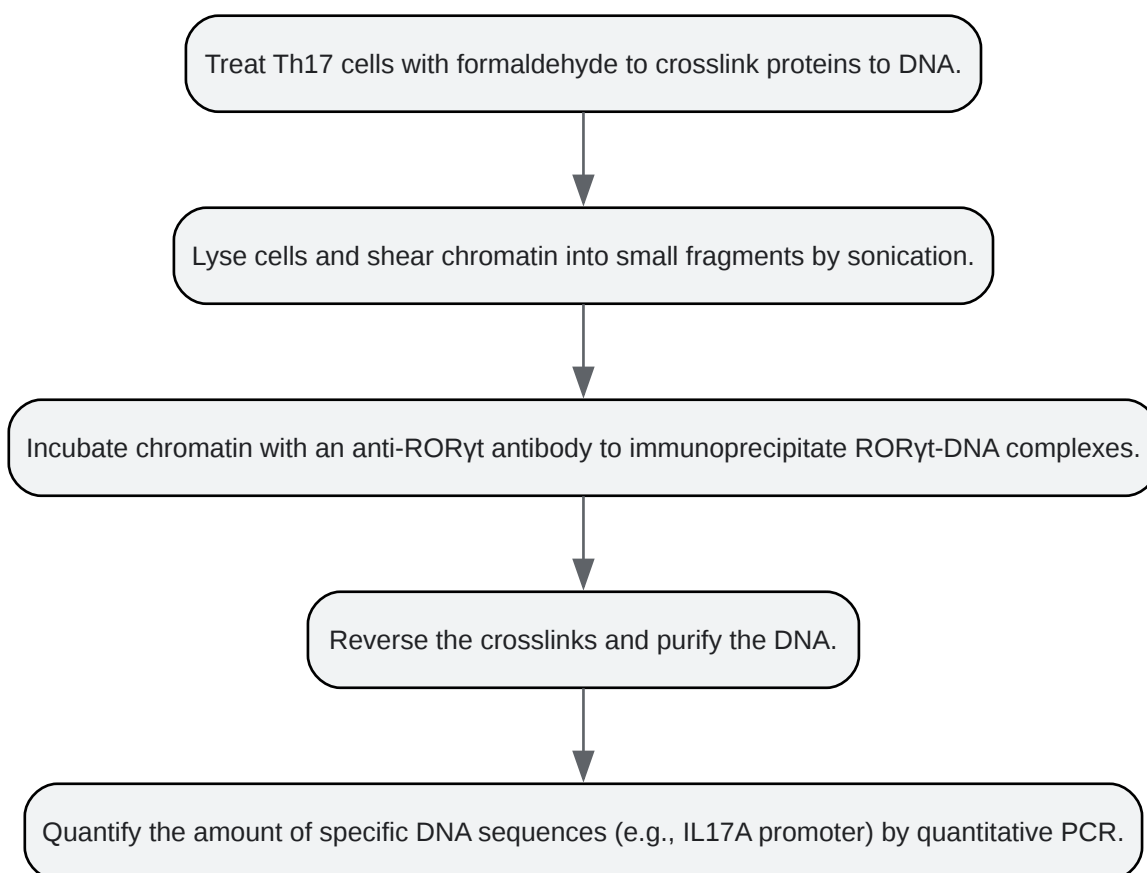 Treat Th17 cells with formaldehyde to crosslink proteins to DNA.
Lyse cells and shear chromatin into small fragments by sonication.
Incubate chromatin with an anti-RORγt antibody to immunoprecipitate RORγt-DNA complexes.
Reverse the crosslinks and purify the DNA.
Quantify the amount of specific DNA sequences (e.g., IL17A promoter) by quantitative PCR.